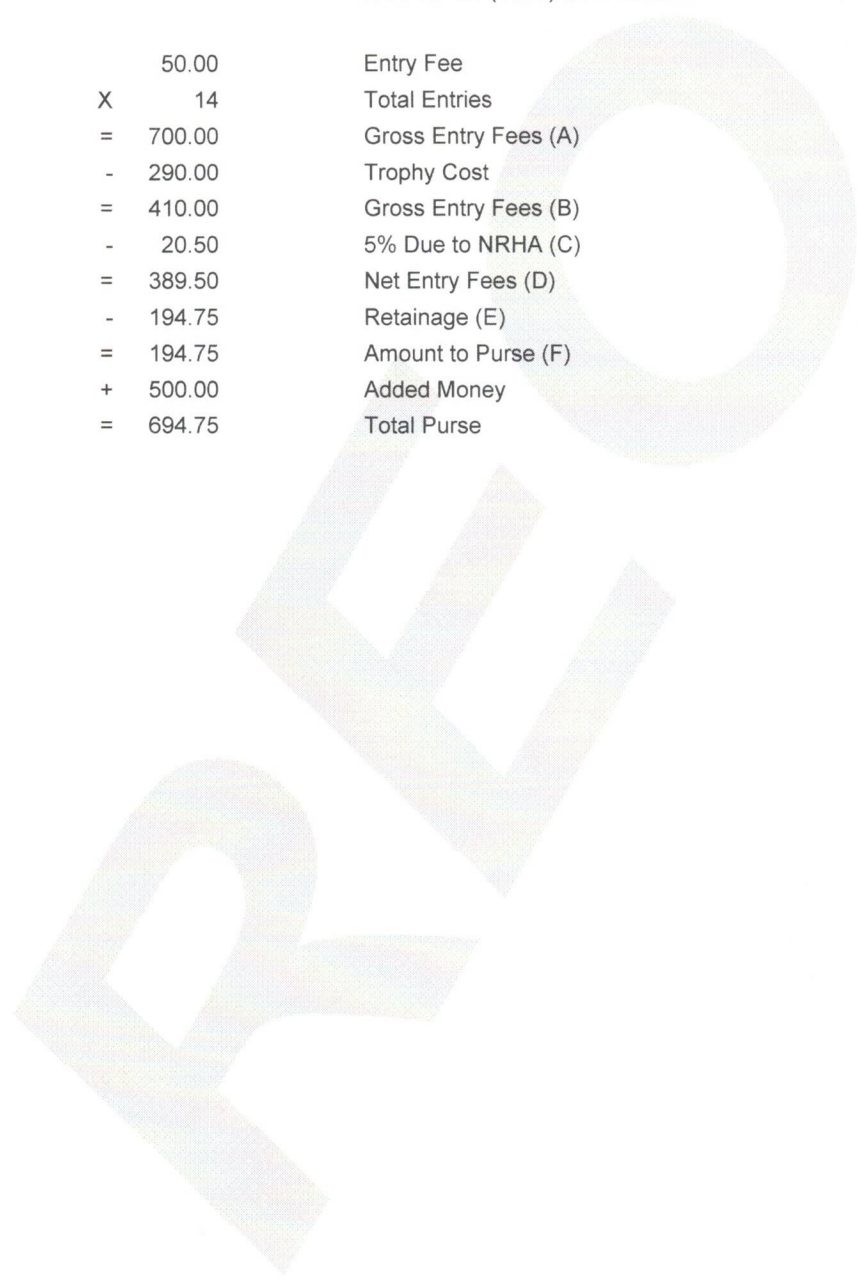 50.00 Entry Fee
X 14 Total Entries
= 700.00 Gross Entry Fees (A)
- 290.00 Trophy Cost
= 410.00 Gross Entry Fees (B)
- 20.50 5% Due to NRHA (C)
= 389.50 Net Entry Fees (D)
- 194.75 Retainage (E)
= 194.75 Amount to Purse (F)
+ 500.00 Added Money
= 694.75 Total Purse
REO